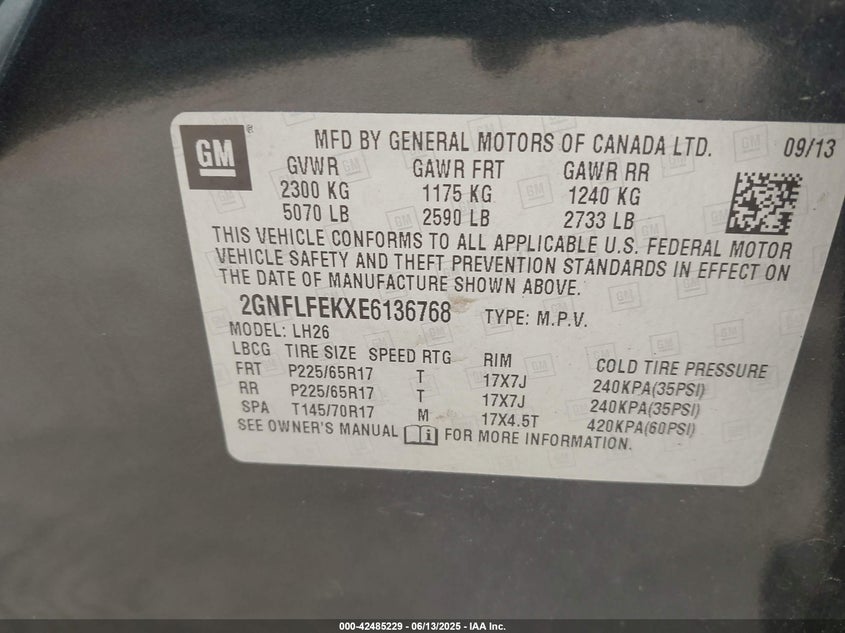 GM®
MFD BY GENERAL MOTORS OF CANADA LTD. 09/13
GVWR GAWR FRT GAWR RR
2300 KG 1175 KG 1240 KG
5070 LB 2590 LB 2733 LB
THIS VEHICLE CONFORMS TO ALL APPLICABLE U.S. FEDERAL MOTOR
VEHICLE SAFETY AND THEFT PREVENTION STANDARDS IN EFFECT ON
THE DATE OF MANUFACTURE SHOWN ABOVE.
2GNFLFEKXE6136768 TYPE: M.P.V.
MODEL: LH26
LBCG TIRE SIZE SPEED RTG RIM COLD TIRE PRESSURE
FRT P225/65R17 T 17X7J 240KPA(35PSI)
RR P225/65R17 T 17X7J 240KPA(35PSI)
SPA T145/70R17 M 17X4.5T 420KPA(60PSI)
SEE OWNER'S MANUAL FOR MORE INFORMATION.
000-42485229 - 06/13/2025 - IAA Inc.